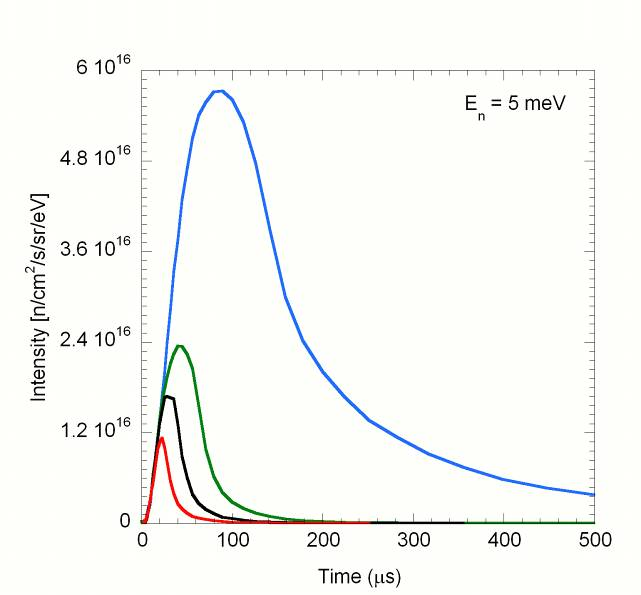 6 10^16
E_n = 5 meV
4.8 10^16
3.6 10^16
Intensity [n/cm^2/s/sr/eV]
2.4 10^16
1.2 10^16
0
0 100 200 300 400 500
Time (μs)